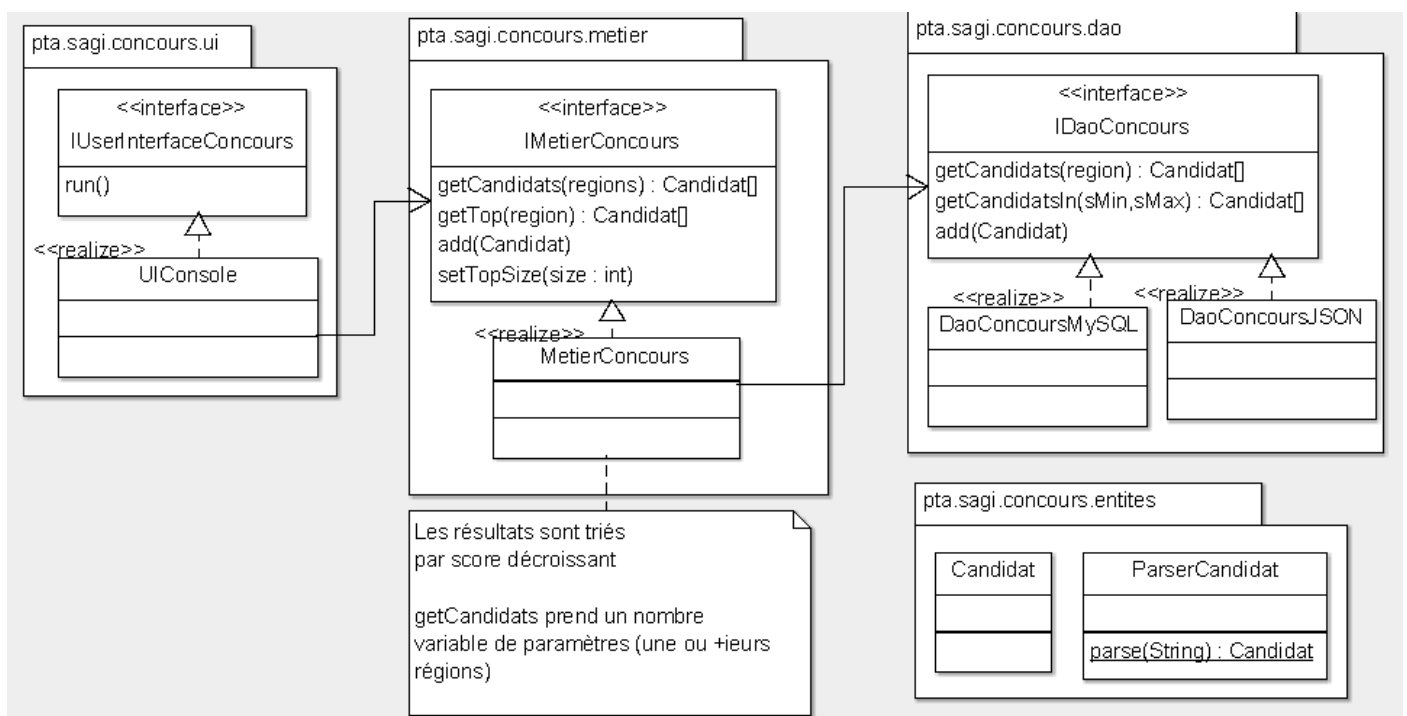 pta.sagi.concours.ui
<<interface>>
IUserInterfaceConcours
run()
<<realize>>
UIConsole
pta.sagi.concours.metier
<<interface>>
IMetierConcours
getCandidats(regions) : Candidat[]
getTop(region) : Candidat[]
add(Candidat)
setTopSize(size : int)
<<realize>>
MetierConcours
Les résultats sont triés
par score décroissant
getCandidats prend un nombre
variable de paramètres (une ou +ieurs
régions)
pta.sagi.concours.dao
<<interface>>
IDaoConcours
getCandidats(region) : Candidat[]
getCandidatsIn(sMin,sMax) : Candidat[]
add(Candidat)
<<realize>>
DaoConcoursMySQL
<<realize>>
DaoConcoursJSON
pta.sagi.concours.entites
Candidat
ParserCandidat
parse(String) : Candidat